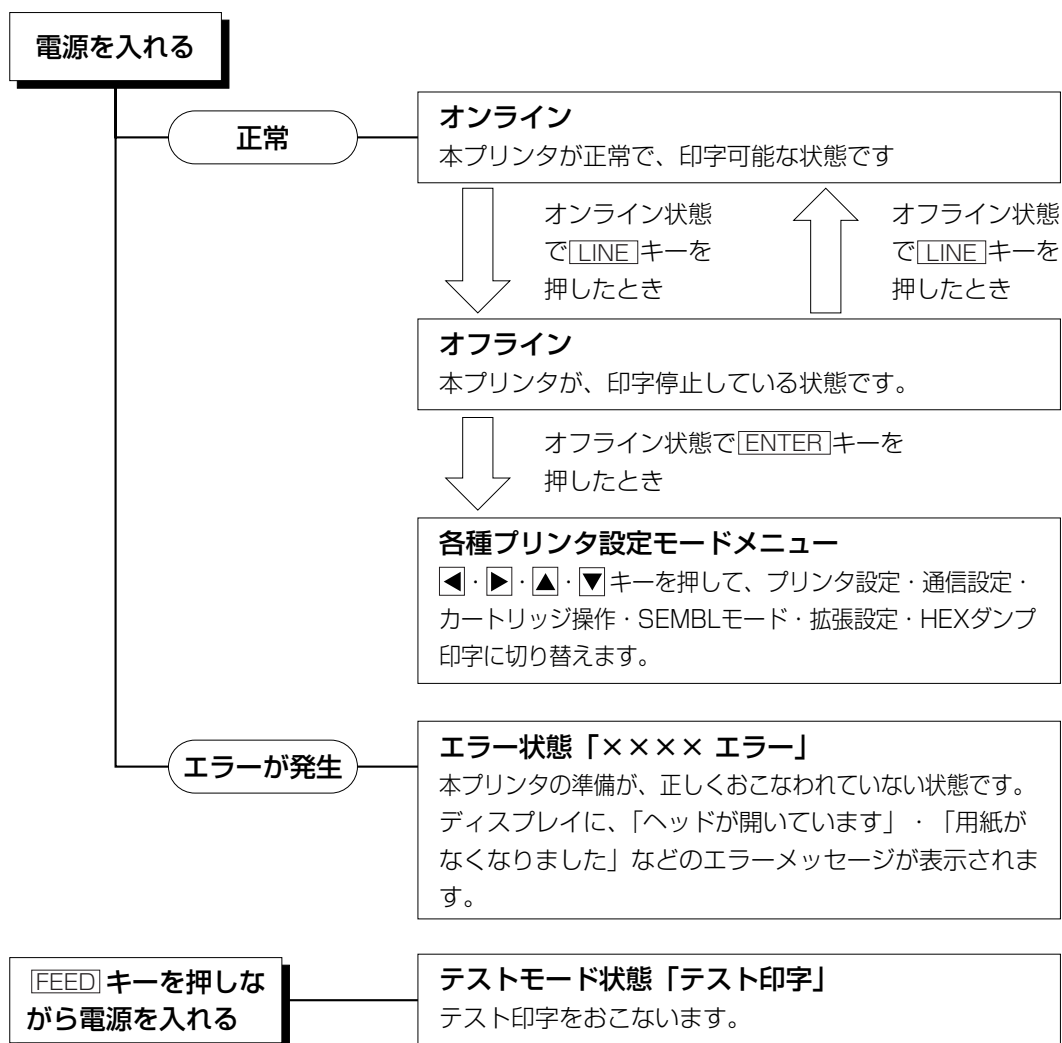 電源を入れる
正常
オンライン
本プリンタが正常で、印字可能な状態です
オンライン状態
でLINEキーを
押したとき
オフライン状態
でLINEキーを
押したとき
オフライン
本プリンタが、印字停止している状態です。
オフライン状態でENTERキーを
押したとき
各種プリンタ設定モードメニュー
◀・▶・▲・▼キーを押して、プリンタ設定・通信設定・
カートリッジ操作・SEMBLモード・拡張設定・HEXダンプ
印字に切り替えます。
エラーが発生
エラー状態「×××× エラー」
本プリンタの準備が、正しくおこなわれていない状態です。
ディスプレイに、「ヘッドが開いています」・「用紙が
なくなりました」などのエラーメッセージが表示されま
す。
FEEDキーを押しな
がら電源を入れる
テストモード状態「テスト印字」
テスト印字をおこないます。